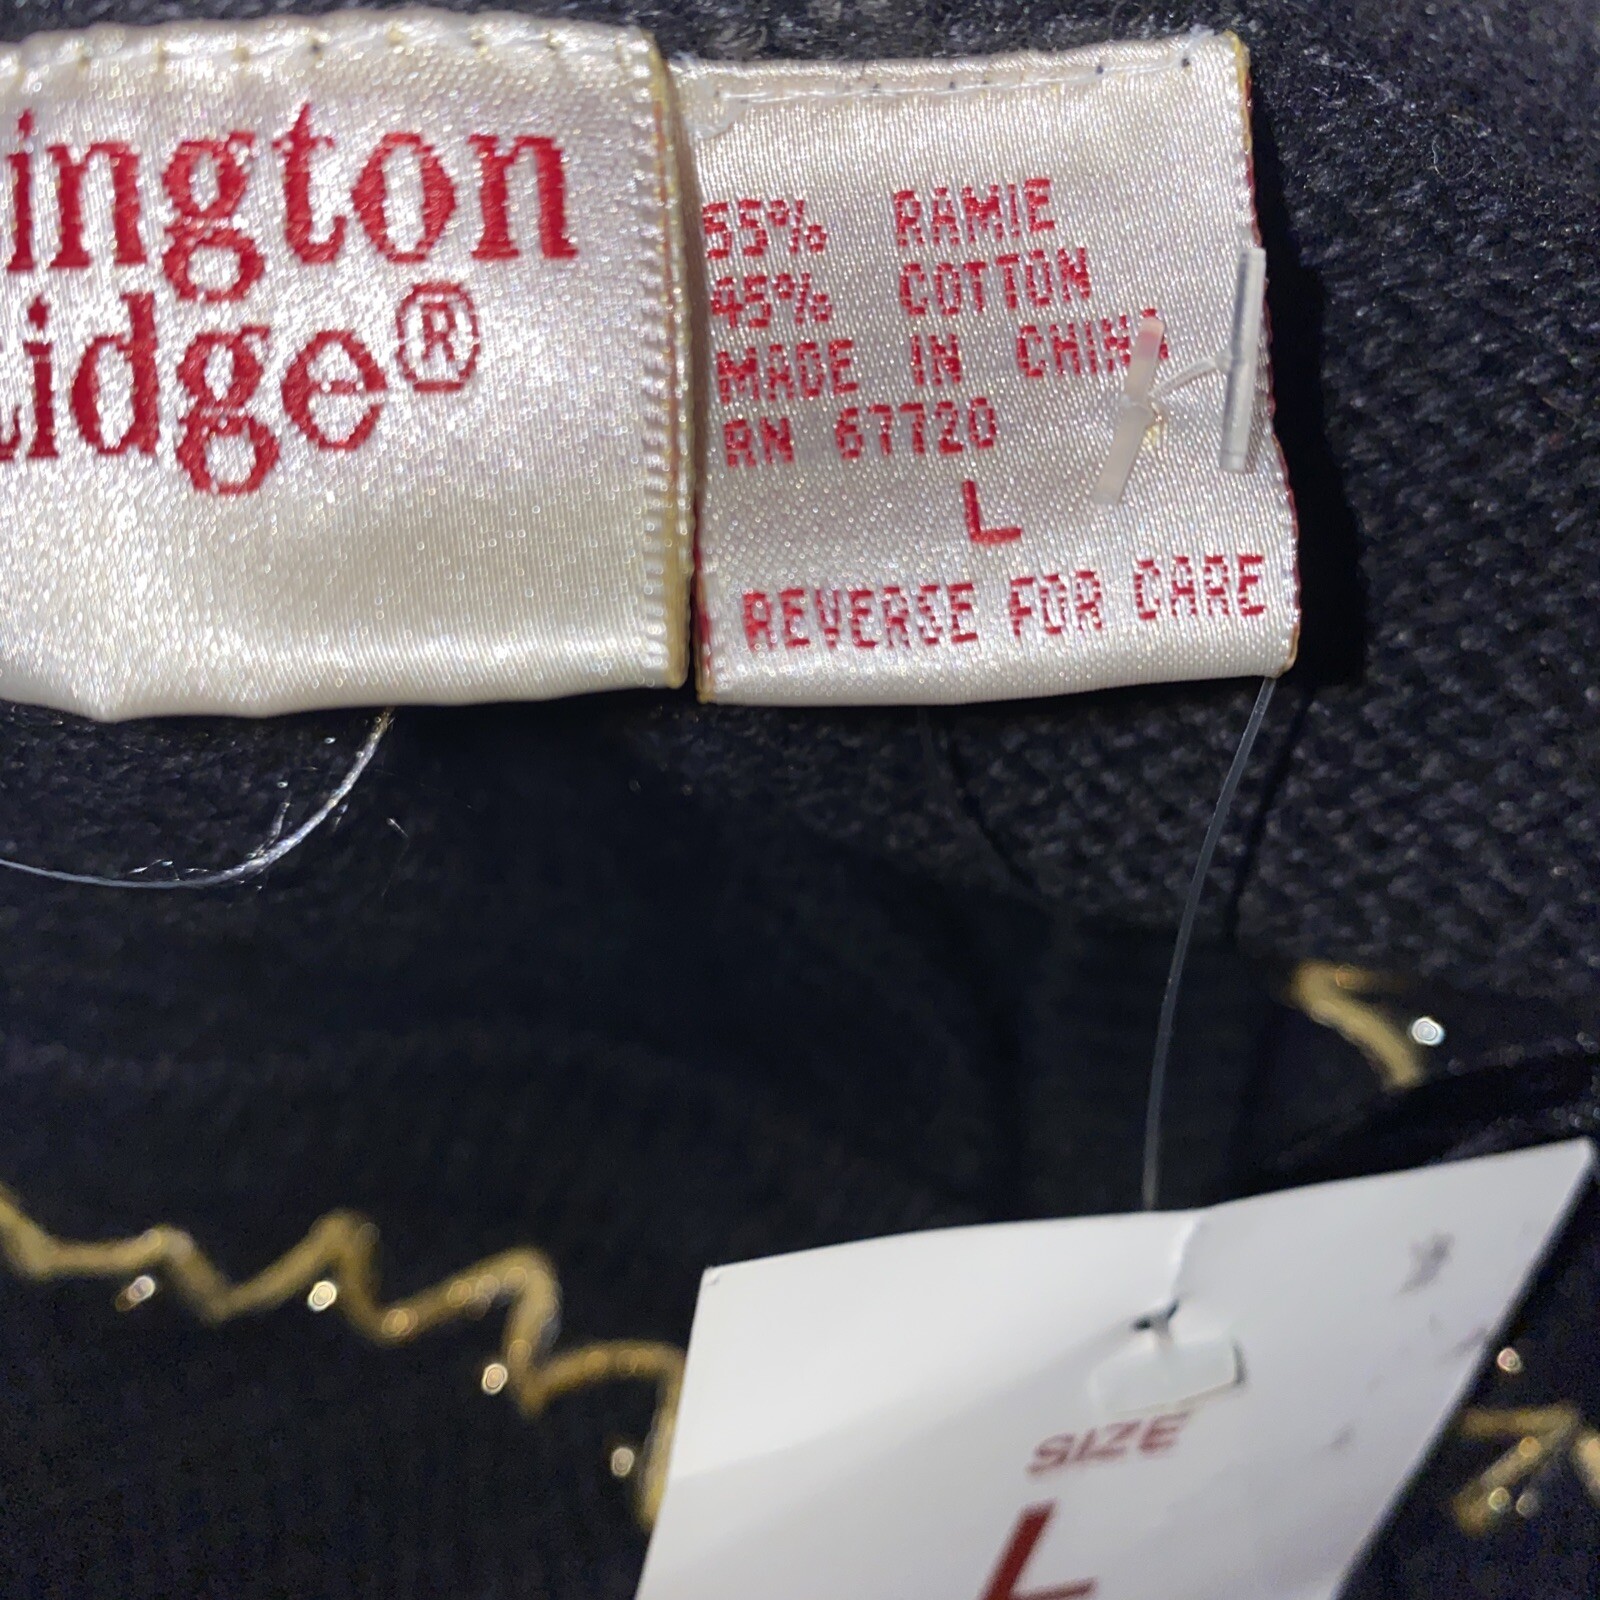 ington
idge®
55% RAMIE
45% COTTON
MADE IN CHINA
RN 67720
L
REVERSE FOR CARE
SIZE
L